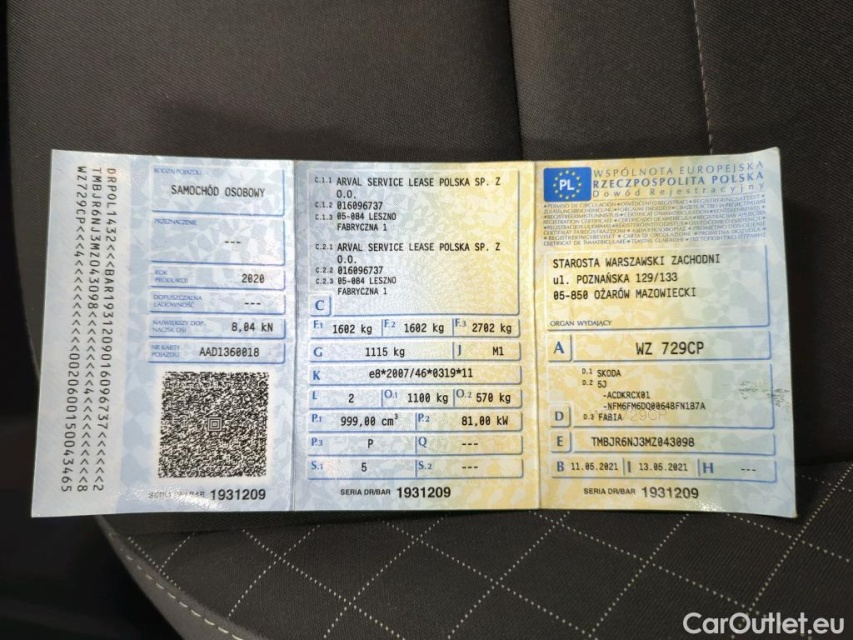 DRPOL1432<<BAR19312090160967​37<<<<<<2
TMBJR6NJ3MZ043098<<<<<<4<<<<<<<<<<<8
WZ729CP<<<4<<<<<<<<0020600150043465
RODZAJ POJAZDU
SAMOCHÓD OSOBOWY
PRZEZNACZENIE
---
ROK PRODUKCJI
2020
DOPUSZCZALNA ŁADOWNOŚĆ
---
NAJWIĘKSZY DOP. NACISK OSI
8,04 kN
NR KARTY POJAZDU
AAD1360018
SERIA DR/BAR 1931209
C.1.1 ARVAL SERVICE LEASE POLSKA SP. Z
O.O.
C.1.2 016096737
C.1.3 05-084 LESZNO
FABRYCZNA 1
C.2.1 ARVAL SERVICE LEASE POLSKA SP. Z
O.O.
C.2.2 016096737
C.2.3 05-084 LESZNO
FABRYCZNA 1
C
F.1 1602 kg F.2 1602 kg F.3 2702 kg
G 1115 kg J M1
K e8*2007/46*0319*11
L 2 O.1 1100 kg O.2 570 kg
P.1 999,00 cm³ P.2 81,00 kW
P.3 P Q ---
S.1 5 S.2 ---
SERIA DR/BAR 1931209
PL
WSPÓLNOTA EUROPEJSKA
RZECZPOSPOLITA POLSKA
Dowód Rejestracyjny
STAROSTA WARSZAWSKI ZACHODNI
ul. POZNAŃSKA 129/133
05-850 OŻARÓW MAZOWIECKI
ORGAN WYDAJĄCY
A WZ 729CP
D.1 SKODA
D.2 5J
-ACDKRCX01
-NFM6FM6DQ0064BFN1B7A
D D.3 FABIA
E TMBJR6NJ3MZ043098
B 11.05.2021 I 13.05.2021 H ---
SERIA DR/BAR 1931209
CarOutlet.eu